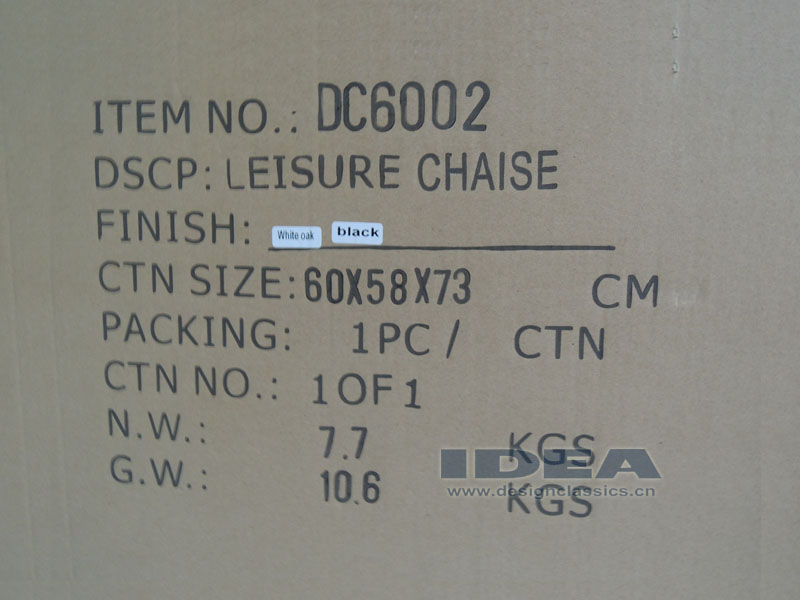 ITEM NO.: DC6002
DSCP: LEISURE CHAISE
FINISH: White oak black
CTN SIZE: 60X58X73 CM
PACKING: 1PC / CTN
CTN NO.: 1OF1
N.W.: 7.7 KGS
G.W.: 10.6 KGS
IDEA
www.designclassics.cn